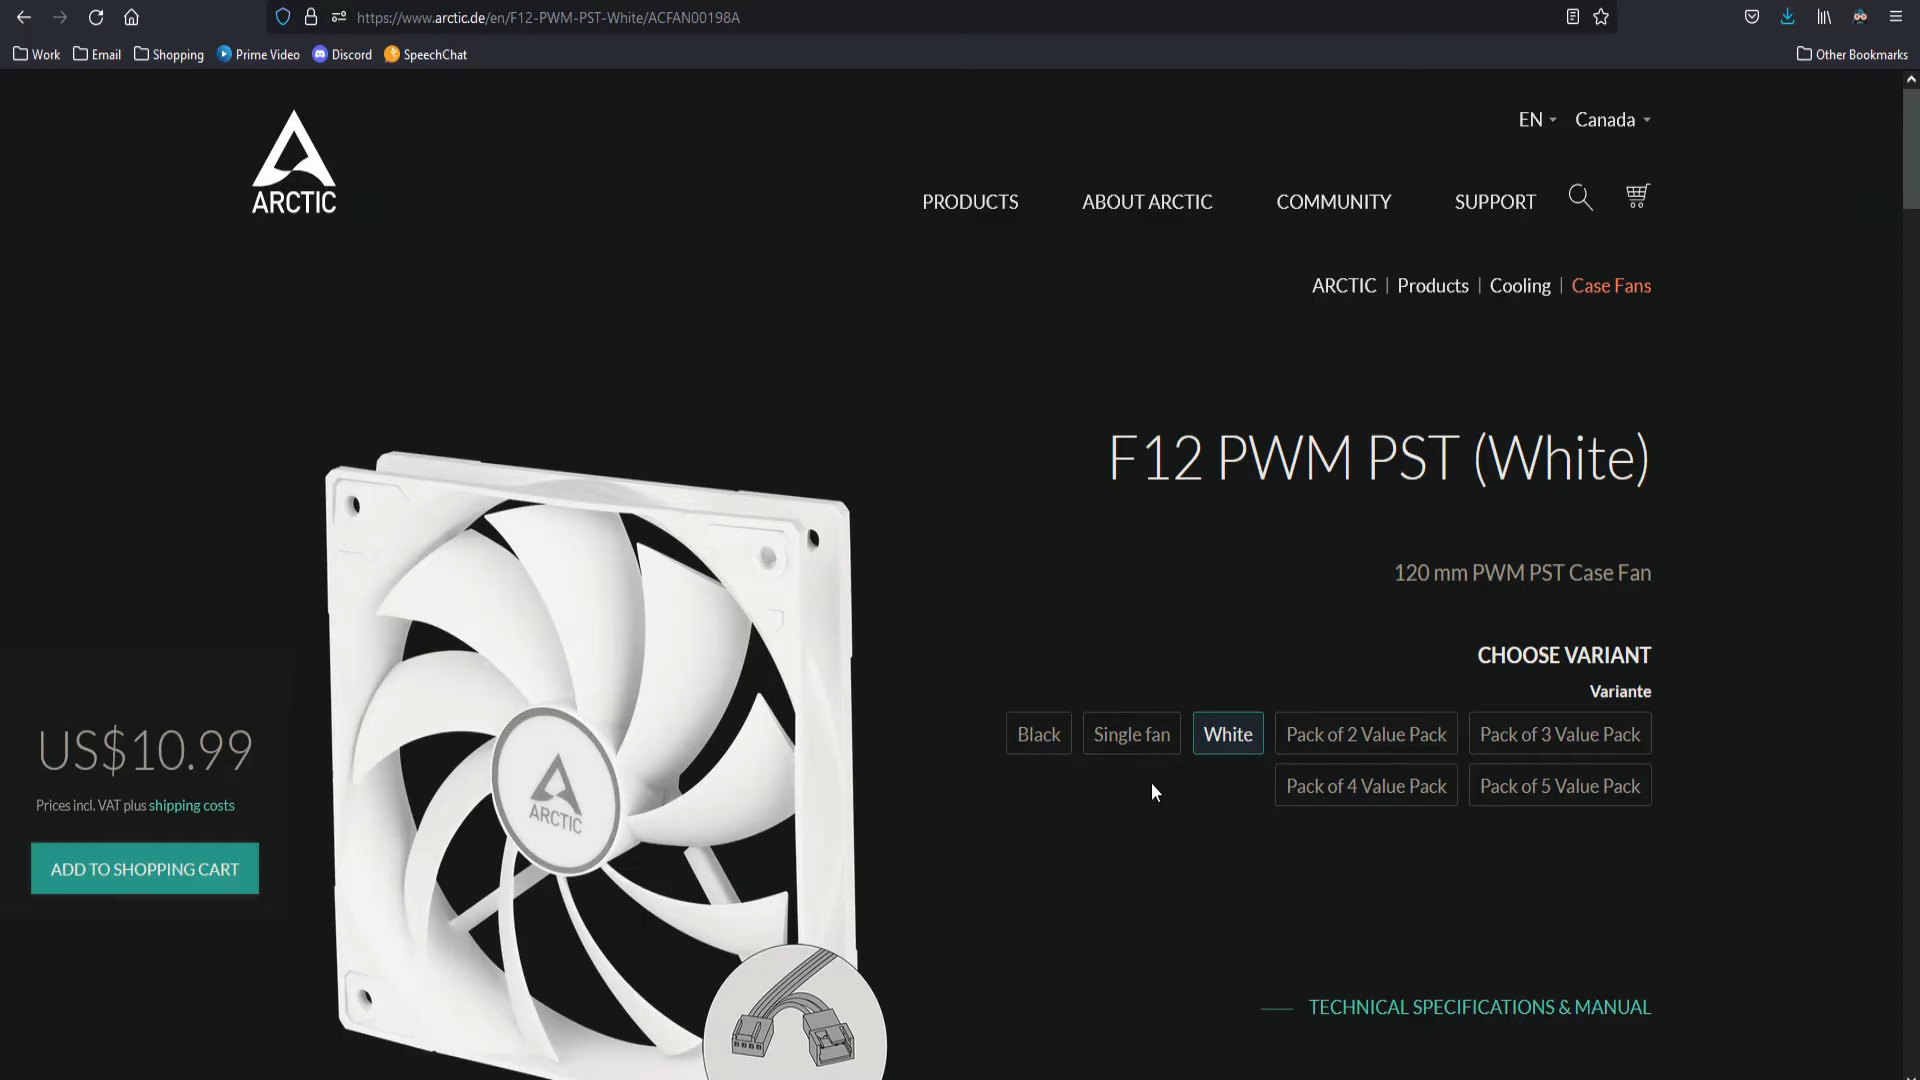 https://www.arctic.de/en/F12-PWM-PST-White/ACFAN00198A
Work Email Shopping Prime Video Discord SpeechChat Other Bookmarks
EN Canada
ARCTIC
PRODUCTS ABOUT ARCTIC COMMUNITY SUPPORT
ARCTIC | Products | Cooling | Case Fans
F12 PWM PST (White)
120 mm PWM PST Case Fan
CHOOSE VARIANT
Variante
Black Single fan White Pack of 2 Value Pack Pack of 3 Value Pack
Pack of 4 Value Pack Pack of 5 Value Pack
US$10.99
Prices incl. VAT plus shipping costs
ADD TO SHOPPING CART
ARCTIC
TECHNICAL SPECIFICATIONS & MANUAL